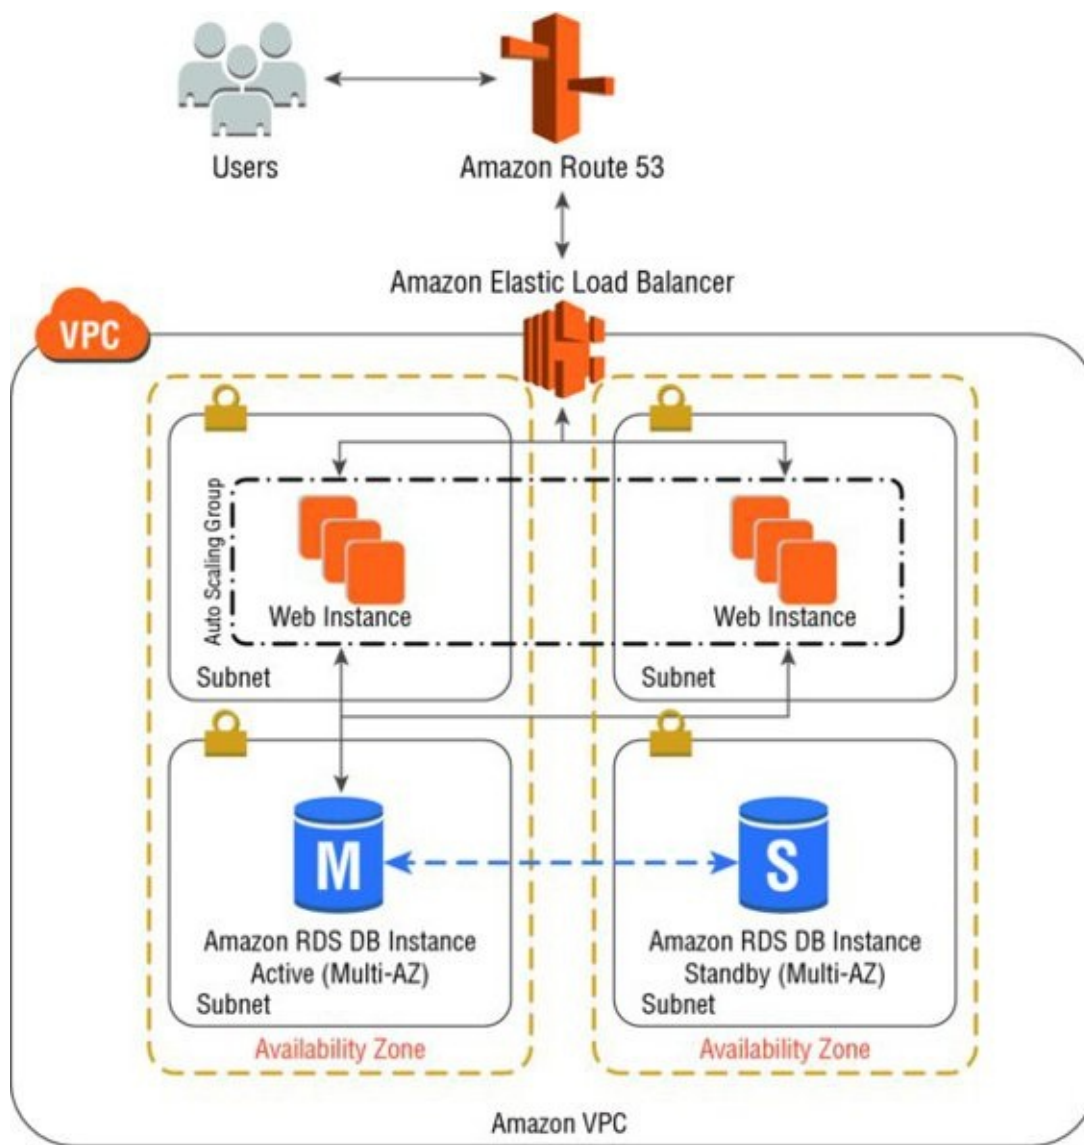 Users
Amazon Route 53
Amazon Elastic Load Balancer
VPC
Auto Scaling Group
Web Instance
Web Instance
Subnet
Subnet
M
S
Amazon RDS DB Instance
Active (Multi-AZ)
Amazon RDS DB Instance
Standby (Multi-AZ)
Subnet
Subnet
Availability Zone
Availability Zone
Amazon VPC